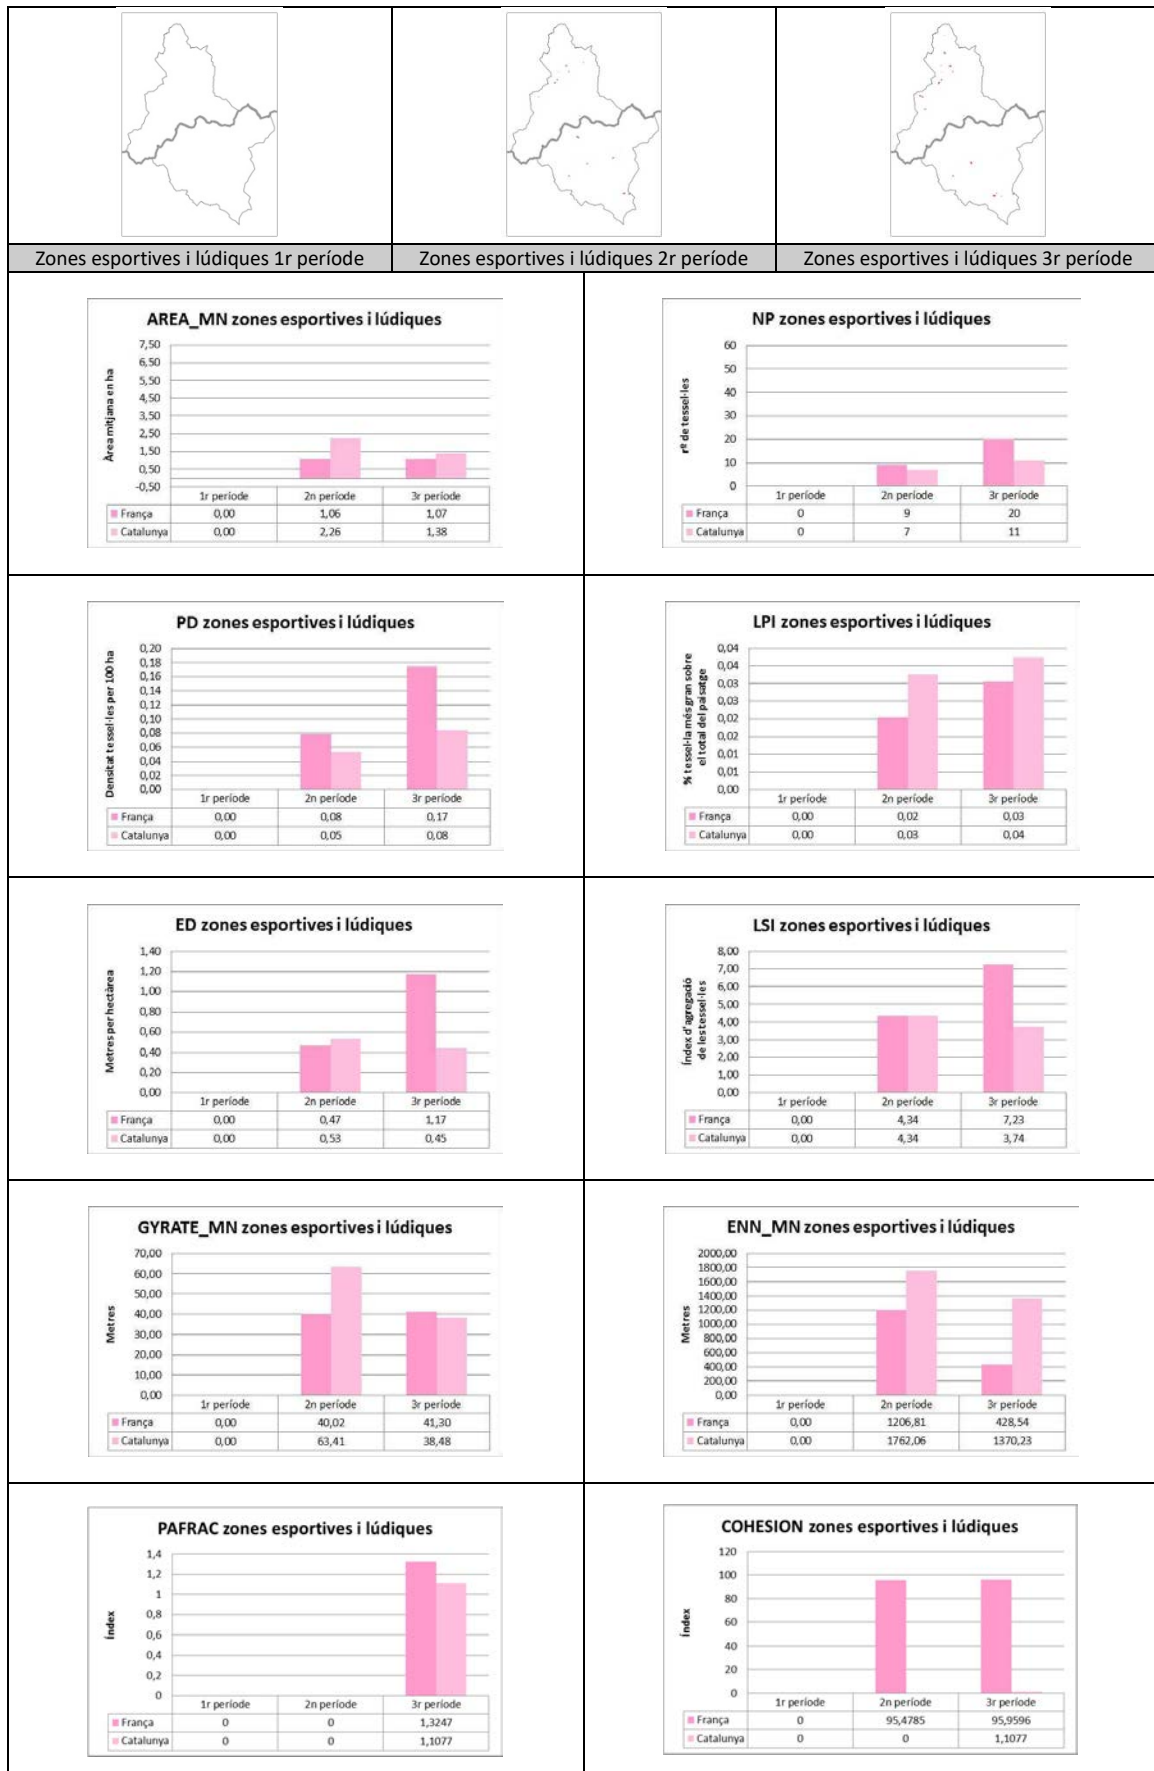 Zones esportives i lúdiques 1r període
Zones esportives i lúdiques 2r període
Zones esportives i lúdiques 3r període
AREA_MN zones esportives i lúdiques
Àrea mitjana en ha
7,50
6,50
5,50
4,50
3,50
2,50
1,50
0,50
-0,50
1r període 2n període 3r període
França 0,00 1,06 1,07
Catalunya 0,00 2,26 1,38
NP zones esportives i lúdiques
nº de tessel·les
60
50
40
30
20
10
0
1r període 2n període 3r període
França 0 9 20
Catalunya 0 7 11
PD zones esportives i lúdiques
Densitat tessel·les per 100 ha
0,20
0,18
0,16
0,14
0,12
0,10
0,08
0,06
0,04
0,02
0,00
1r període 2n període 3r període
França 0,00 0,08 0,17
Catalunya 0,00 0,05 0,08
LPI zones esportives i lúdiques
% tessel·la més gran sobre
el total del paisatge
0,04
0,04
0,03
0,03
0,02
0,02
0,01
0,01
0,00
1r període 2n període 3r període
França 0,00 0,02 0,03
Catalunya 0,00 0,03 0,04
ED zones esportives i lúdiques
Metres per hectàrea
1,40
1,20
1,00
0,80
0,60
0,40
0,20
0,00
1r període 2n període 3r període
França 0,00 0,47 1,17
Catalunya 0,00 0,53 0,45
LSI zones esportives i lúdiques
Índex d'agregació
de les tessel·les
8,00
7,00
6,00
5,00
4,00
3,00
2,00
1,00
0,00
1r període 2n període 3r període
França 0,00 4,34 7,23
Catalunya 0,00 4,34 3,74
GYRATE_MN zones esportives i lúdiques
Metres
70,00
60,00
50,00
40,00
30,00
20,00
10,00
0,00
1r període 2n període 3r període
França 0,00 40,02 41,30
Catalunya 0,00 63,41 38,48
ENN_MN zones esportives i lúdiques
Metres
2000,00
1800,00
1600,00
1400,00
1200,00
1000,00
800,00
600,00
400,00
200,00
0,00
1r període 2n període 3r període
França 0,00 1206,81 428,54
Catalunya 0,00 1762,06 1370,23
PAFRAC zones esportives i lúdiques
Índex
1,4
1,2
1
0,8
0,6
0,4
0,2
0
1r període 2n període 3r període
França 0 0 1,3247
Catalunya 0 0 1,1077
COHESION zones esportives i lúdiques
Índex
120
100
80
60
40
20
0
1r període 2n període 3r període
França 0 95,4785 95,9596
Catalunya 0 0 1,1077